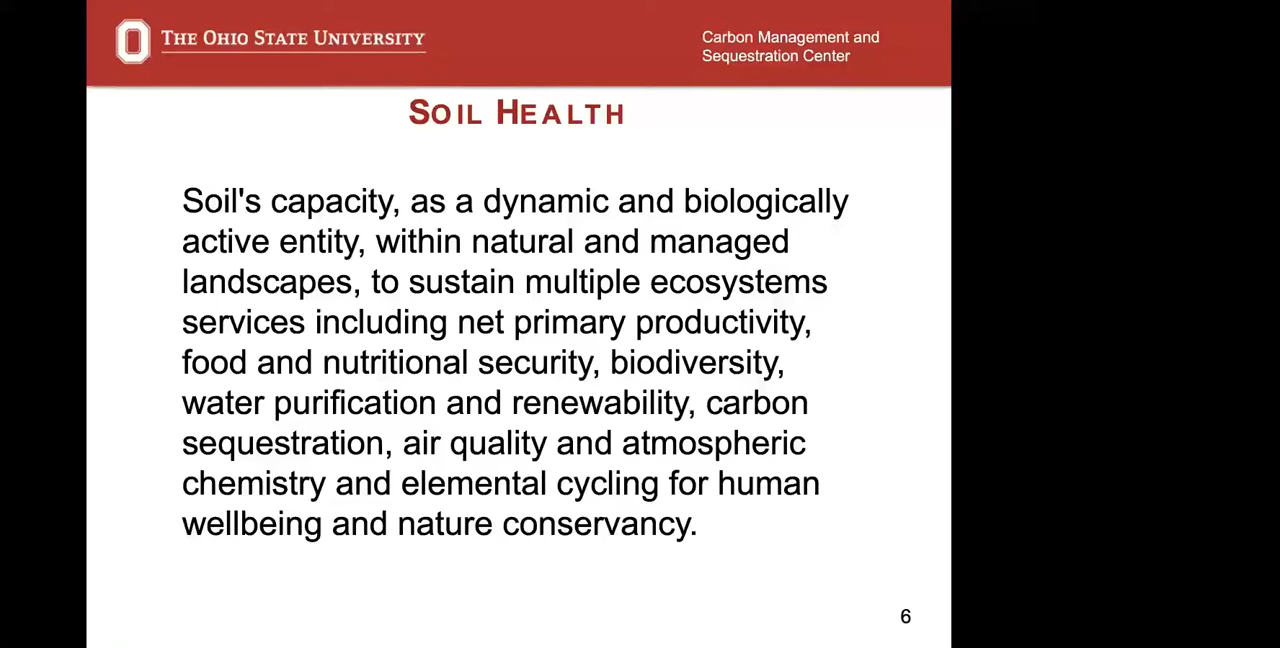 THE OHIO STATE UNIVERSITY
Carbon Management and
Sequestration Center
SOIL HEALTH
Soil's capacity, as a dynamic and biologically
active entity, within natural and managed
landscapes, to sustain multiple ecosystems
services including net primary productivity,
food and nutritional security, biodiversity,
water purification and renewability, carbon
sequestration, air quality and atmospheric
chemistry and elemental cycling for human
wellbeing and nature conservancy.
6